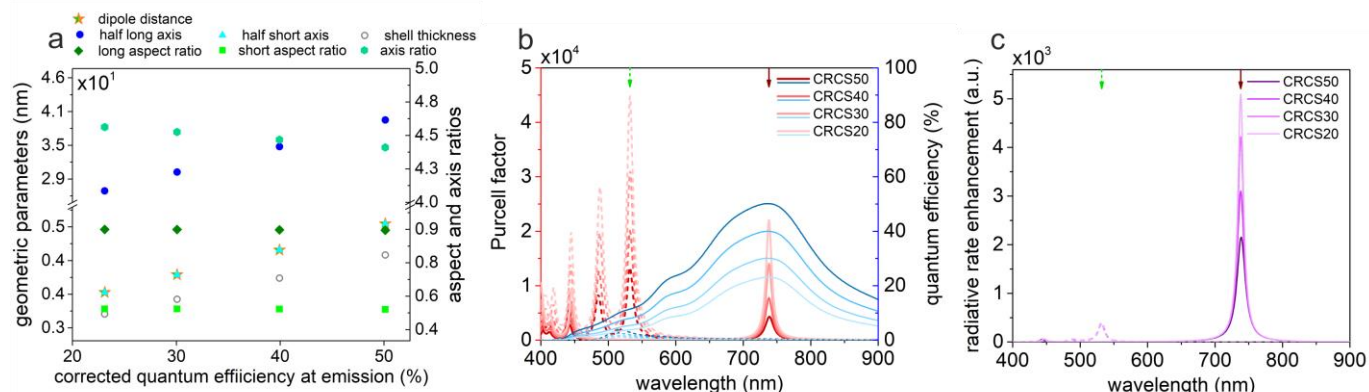 a
dipole distance
half long axis
half short axis
shell thickness
long aspect ratio
short aspect ratio
axis ratio
x10¹
geometric parameters (nm)
4.6
4.1
3.5
2.9
0.5
0.4
0.4
0.3
5.0
4.8
4.5
4.3
4.0
0.9
0.8
0.6
0.5
0.4
aspect and axis ratios
20 30 40 50
corrected quantum effiiciency at emission (%)
b
x10⁴
Purcell factor
5
4
3
2
1
0
CRCS50
CRCS40
CRCS30
CRCS20
100
80
60
40
20
0
quantum efficiency (%)
400 500 600 700 800 900
wavelength (nm)
c
x10³
radiative rate enhancement (a.u.)
5
4
3
2
1
0
CRCS50
CRCS40
CRCS30
CRCS20
400 500 600 700 800 900
wavelength (nm)